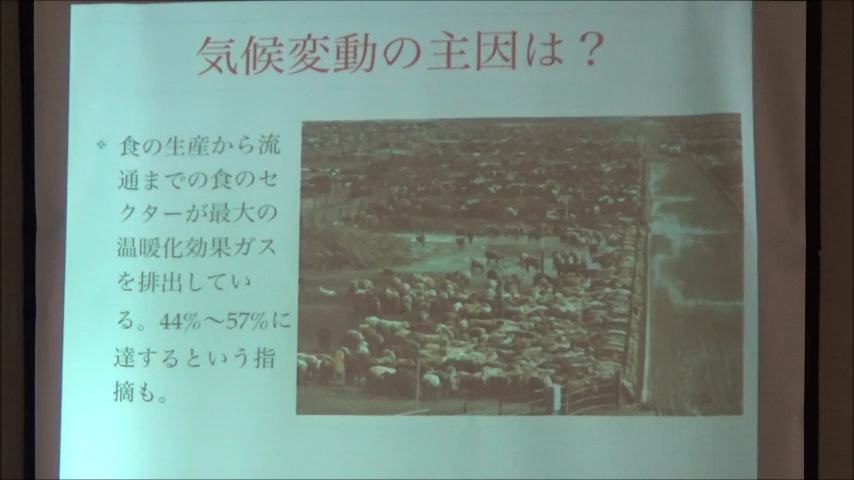 気候変動の主因は？
食の生産から流
通までの食のセ
クターが最大の
温暖化効果ガス
を排出してい
る。44%〜57%に
達するという指
摘も。